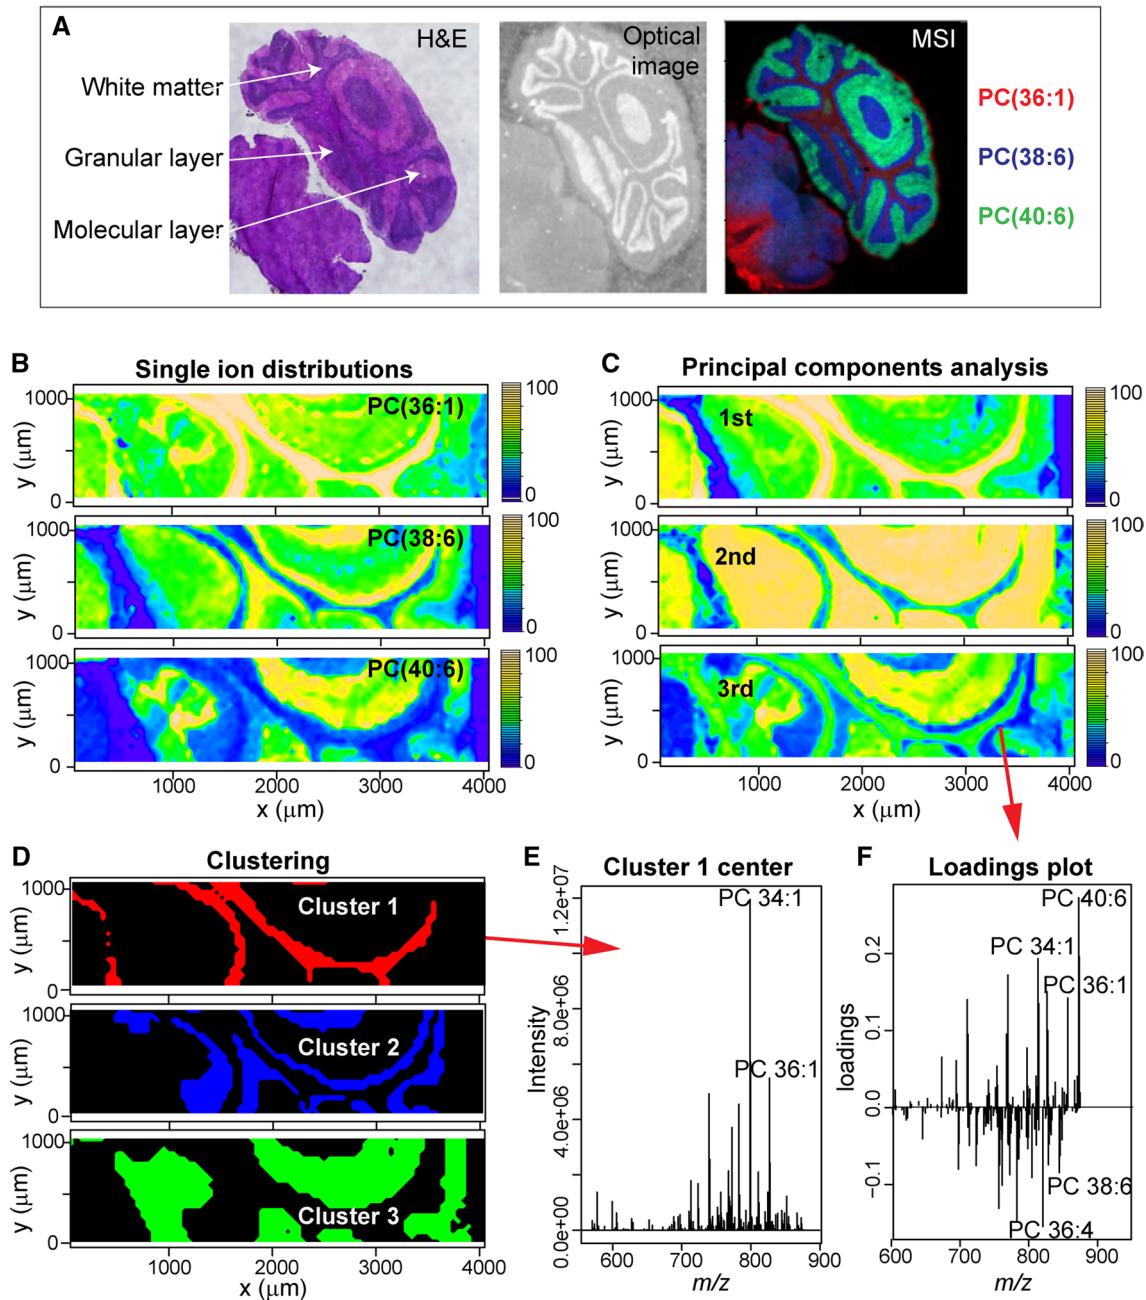 A
H&E
Optical
image
MSI
White matter
Granular layer
Molecular layer
PC(36:1)
PC(38:6)
PC(40:6)
B
Single ion distributions
PC(36:1)
1000
0
y (μm)
100
0
PC(38:6)
1000
0
y (μm)
100
0
PC(40:6)
1000
0
y (μm)
100
0
1000
2000
3000
4000
x (μm)
C
Principal components analysis
1st
1000
0
y (μm)
100
0
2nd
1000
0
y (μm)
100
0
3rd
1000
0
y (μm)
100
0
1000
2000
3000
4000
x (μm)
D
Clustering
Cluster 1
1000
0
y (μm)
Cluster 2
1000
0
y (μm)
Cluster 3
1000
0
y (μm)
0
1000
2000
3000
4000
x (μm)
E
Cluster 1 center
PC 34:1
PC 36:1
Intensity
1.2e+07
8.0e+06
4.0e+06
0.0e+00
600
700
800
900
m/z
F
Loadings plot
PC 40:6
PC 34:1
PC 36:1
PC 38:6
PC 36:4
loadings
0.2
0.1
0.0
−0.1
600
700
800
900
m/z